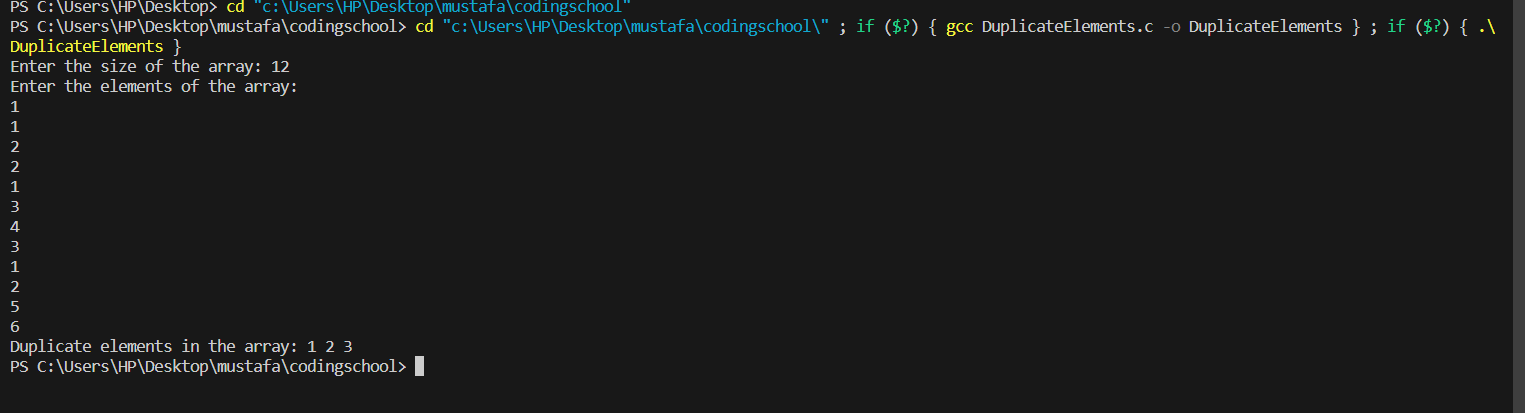 PS C:\Users\HP\Desktop> cd "c:\Users\HP\Desktop\mustafa\codingschool"
PS C:\Users\HP\Desktop\mustafa\codingschool> cd "c:\Users\HP\Desktop\mustafa\codingschool\" ; if ($?) { gcc DuplicateElements.c -o DuplicateElements } ; if ($?) { .\
DuplicateElements }
Enter the size of the array: 12
Enter the elements of the array:
1
1
2
2
1
3
4
3
1
2
5
6
Duplicate elements in the array: 1 2 3
PS C:\Users\HP\Desktop\mustafa\codingschool>